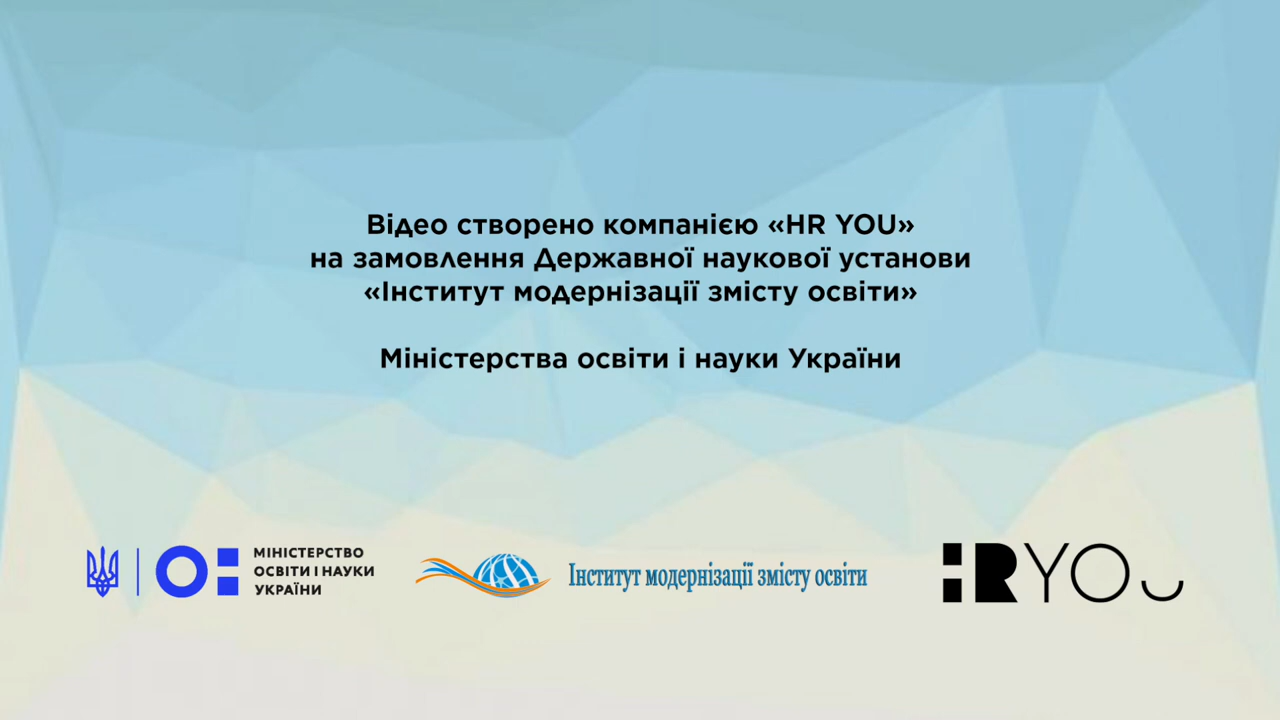 Відео створено компанією «HR YOU»
на замовлення Державної наукової установи
«Інститут модернізації змісту освіти»
Міністерства освіти і науки України
МІНІСТЕРСТВО
ОСВІТИ І НАУКИ
УКРАЇНИ
Інститут модернізації змісту освіти
HRYOU